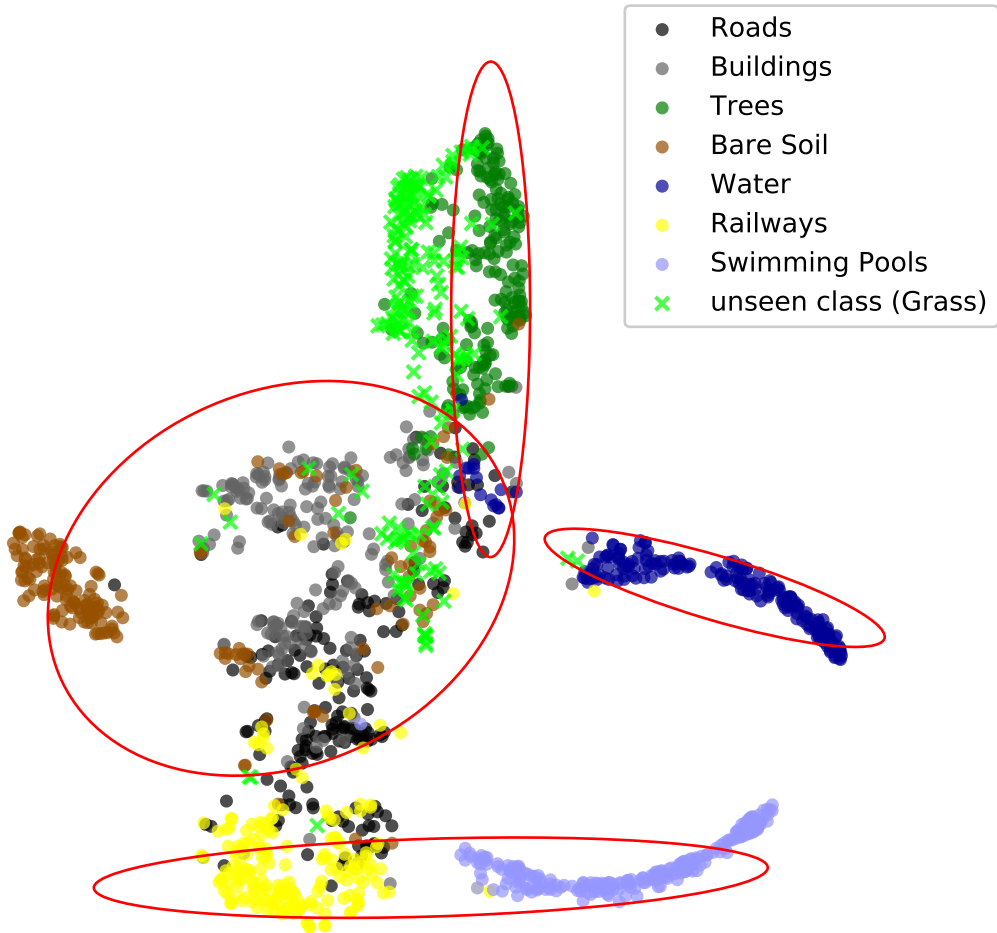 Roads
Buildings
Trees
Bare Soil
Water
Railways
Swimming Pools
unseen class (Grass)